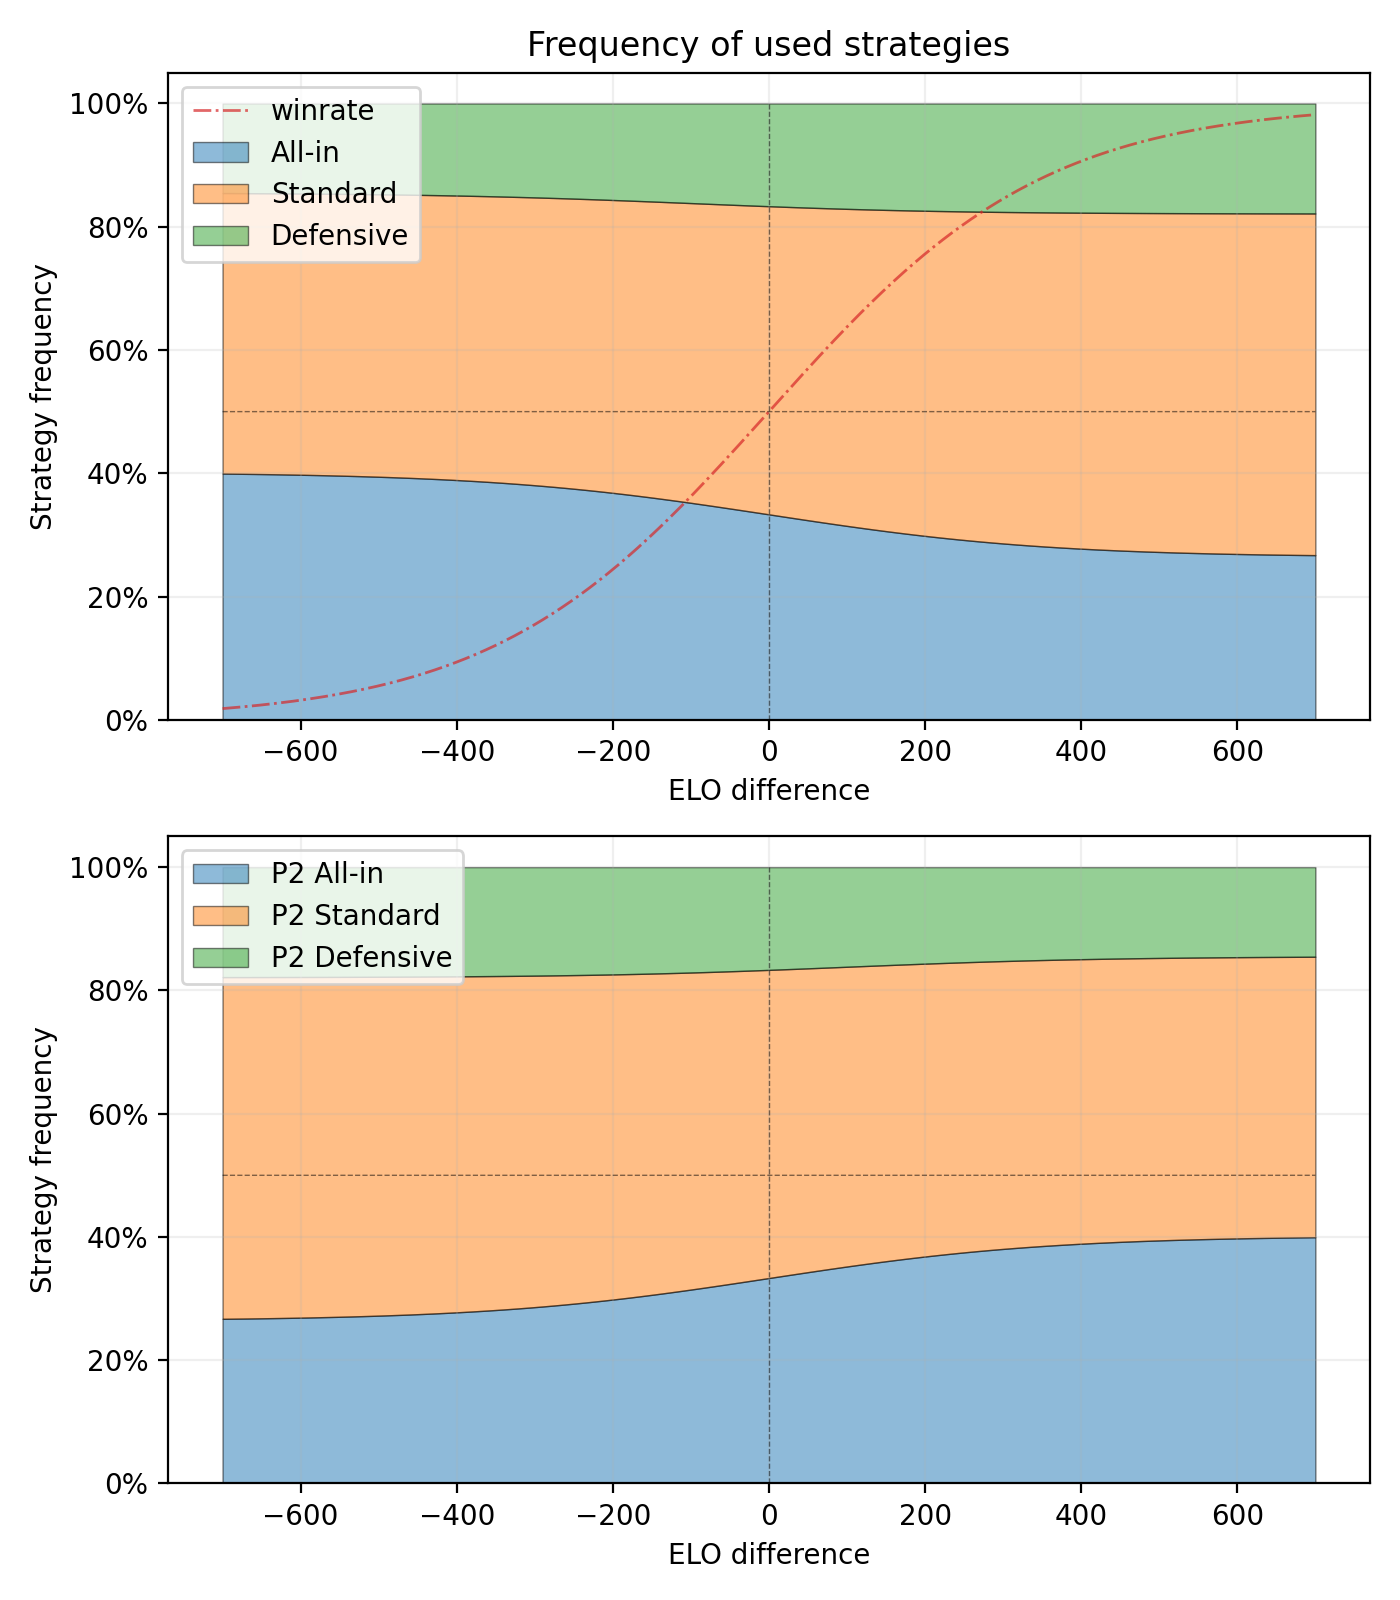 Frequency of used strategies
100%
80%
60%
40%
20%
0%
Strategy frequency
winrate
All-in
Standard
Defensive
−600 −400 −200 0 200 400 600
ELO difference
100%
80%
60%
40%
20%
0%
Strategy frequency
P2 All-in
P2 Standard
P2 Defensive
−600 −400 −200 0 200 400 600
ELO difference